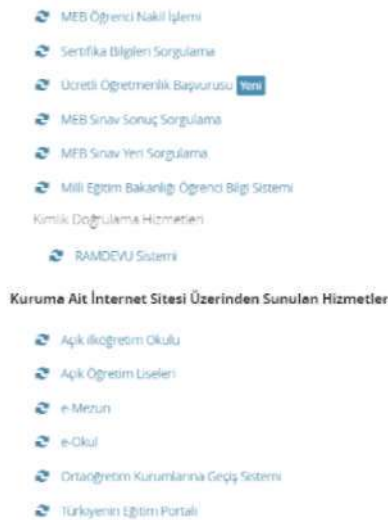 MEB Öğrenci Nakil İşlemi
Sertifika Bilgileri Sorgulama
Ücretli Öğretmenlik Başvurusu Yeni
MEB Sınav Sonuç Sorgulama
MEB Sınav Yeri Sorgulama
Milli Eğitim Bakanlığı Öğrenci Bilgi Sistemi
Kimlik Doğrulama Hizmetleri
RAMDEVU Sistemi
Kuruma Ait İnternet Sitesi Üzerinden Sunulan Hizmetler
Açık İlköğretim Okulu
Açık Öğretim Liseleri
e-Mezun
e-Okul
Ortaöğretim Kurumlarına Geçiş Sistemi
Türkiyenin Eğitim Portalı